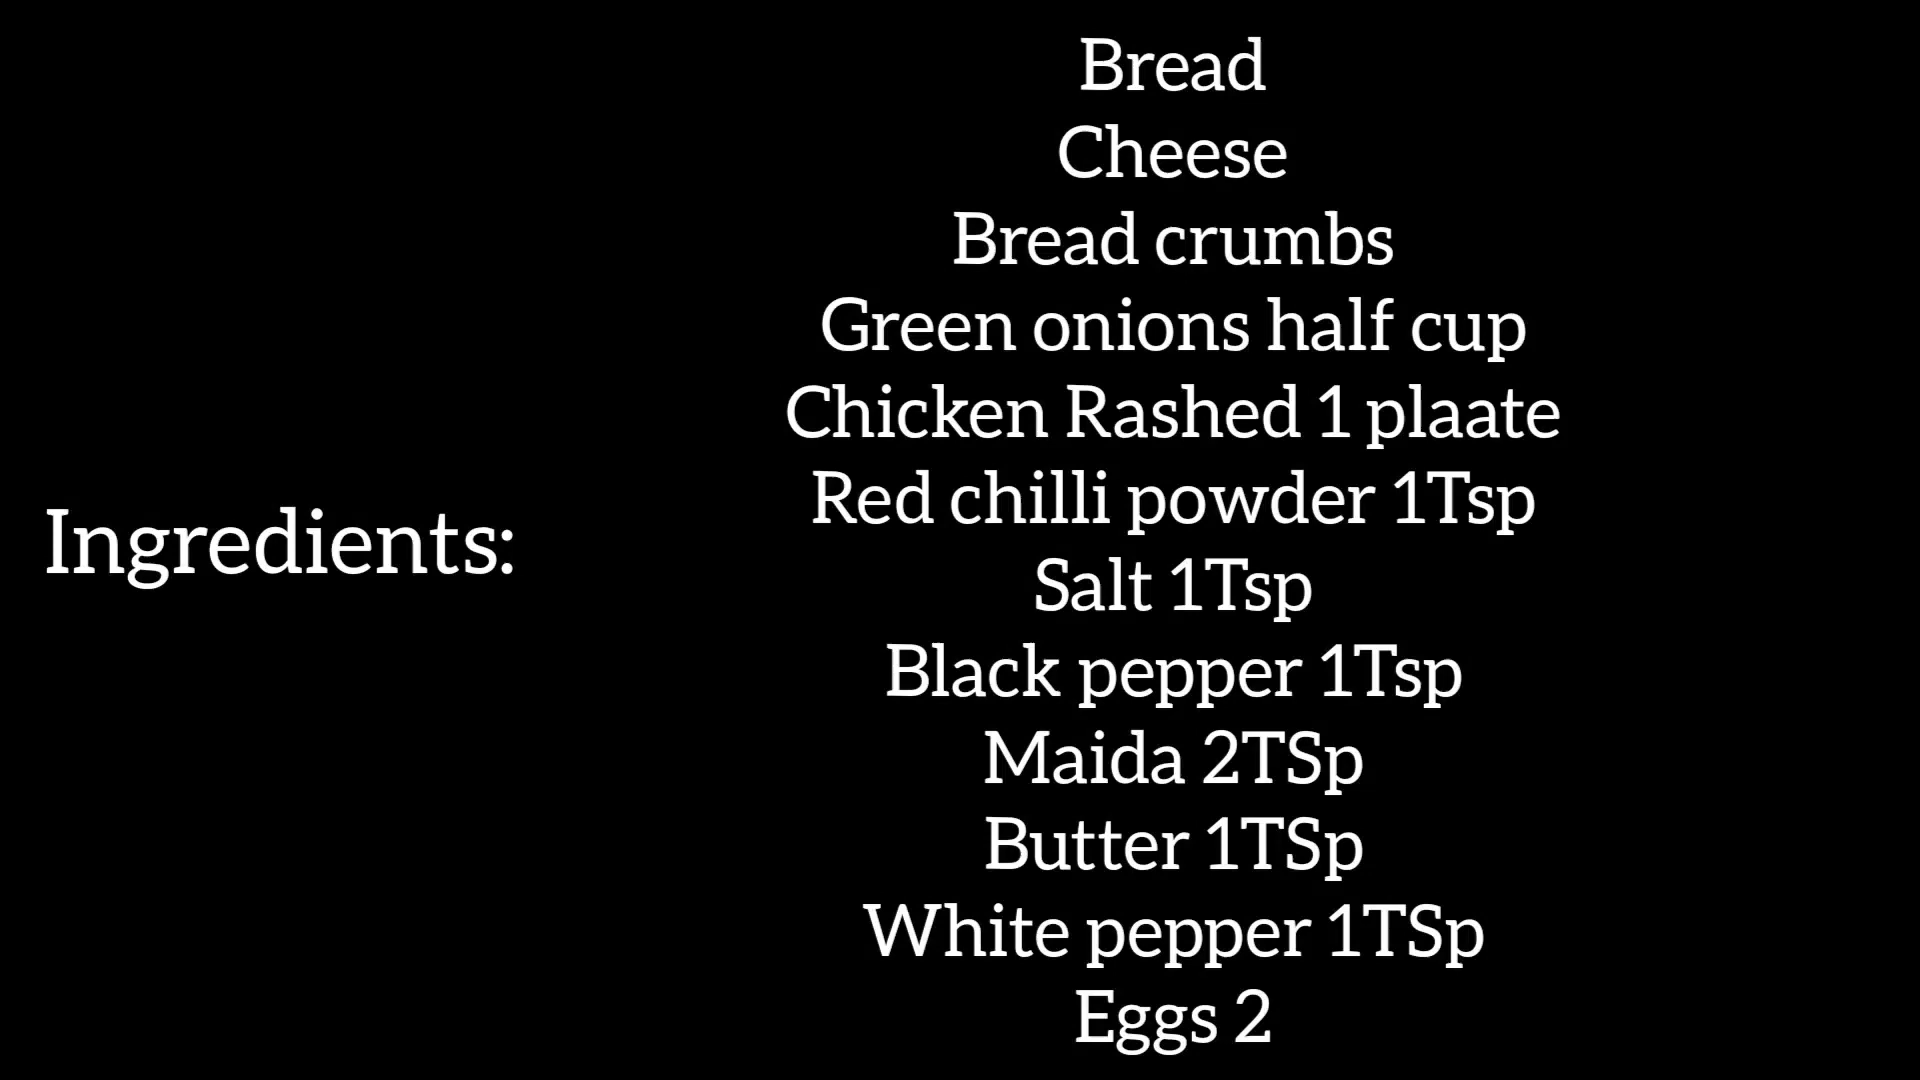 Ingredients:
Bread
Cheese
Bread crumbs
Green onions half cup
Chicken Rashed 1 plaate
Red chilli powder 1Tsp
Salt 1Tsp
Black pepper 1Tsp
Maida 2TSp
Butter 1TSp
White pepper 1TSp
Eggs 2